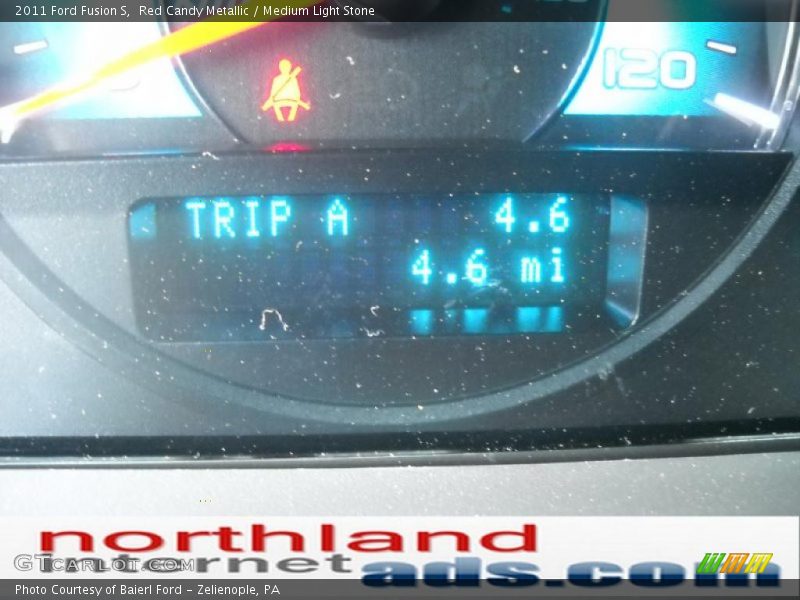 2011 Ford Fusion S, Red Candy Metallic / Medium Light Stone
120
TRIP A 4.6
4.6 mi
northland
internet
ads.com
GTCARLOT.COM
Photo Courtesy of Baierl Ford - Zelienople, PA